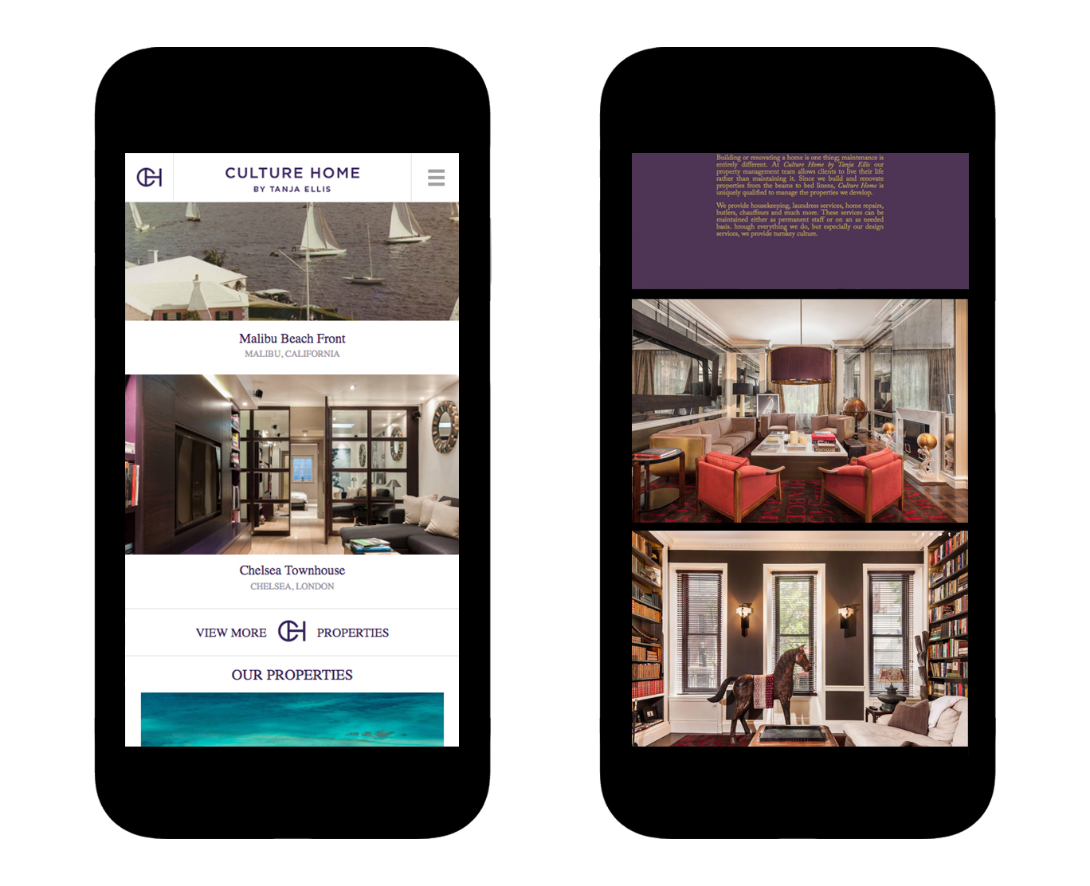 CH
CULTURE HOME
BY TANJA ELLIS
Malibu Beach Front
MALIBU, CALIFORNIA
Chelsea Townhouse
CHELSEA, LONDON
VIEW MORE CH PROPERTIES
OUR PROPERTIES
Building or renovating a home is one thing; maintenance is
entirely different. At Culture Home by Tanja Ellis our
property management team allows clients to live their life
rather than maintaining it. Since we build and renovate
properties from the beams to bed linens, Culture Home is
uniquely qualified to manage the properties we develop.
We provide housekeeping, laundress services, home repairs,
butlers, chauffeurs and much more. These services can be
maintained either as permanent staff or on an as needed
basis. hrough everything we do, but especially our design
services, we provide turnkey culture.